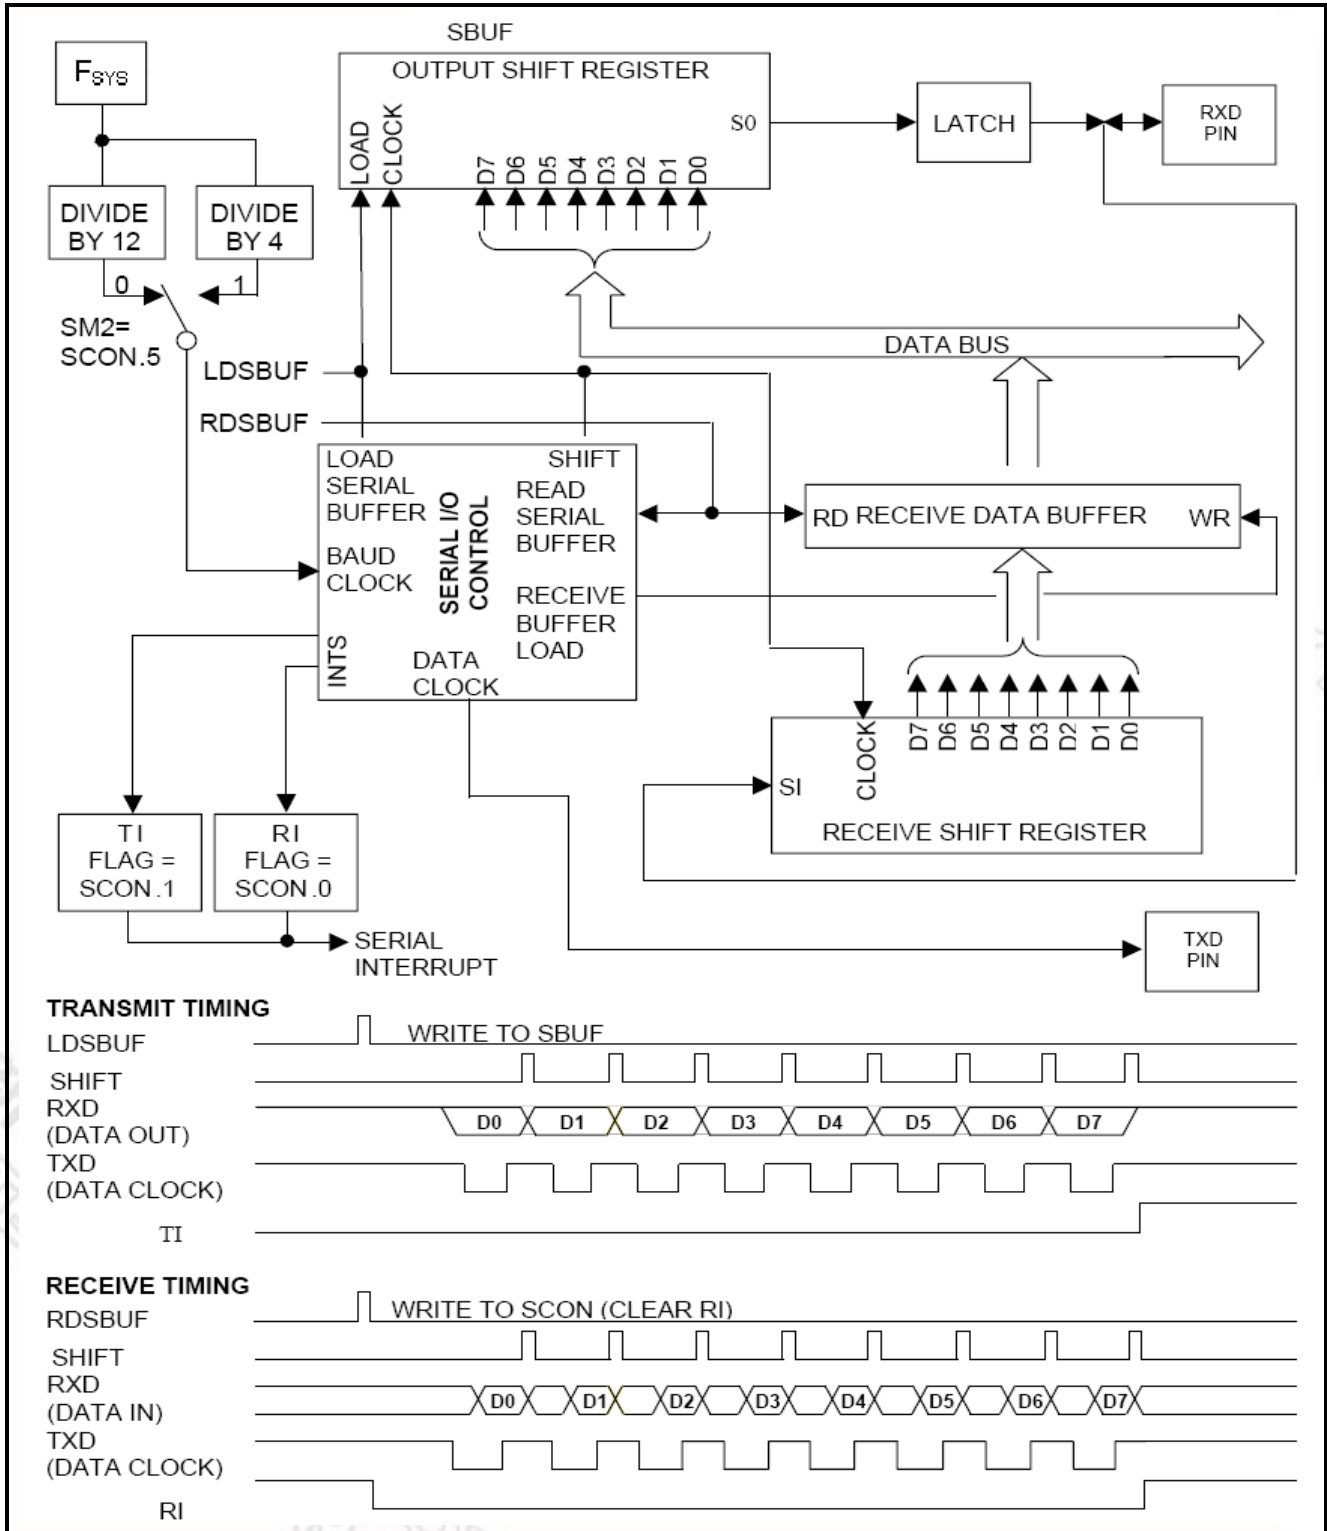 SBUF
F_SYS
OUTPUT SHIFT REGISTER
LOAD
CLOCK
S0
D7 D6 D5 D4 D3 D2 D1 D0
LATCH
RXD
PIN
DIVIDE
BY 12
DIVIDE
BY 4
0
1
SM2=
SCON.5
DATA BUS
LDSBUF
RDSBUF
LOAD
SERIAL
BUFFER
SHIFT
READ
SERIAL
BUFFER
SERIAL I/O
CONTROL
BAUD
CLOCK
RECEIVE
BUFFER
LOAD
INTS
DATA
CLOCK
RD RECEIVE DATA BUFFER WR
D7 D6 D5 D4 D3 D2 D1 D0
CLOCK
SI
RECEIVE SHIFT REGISTER
TI
FLAG =
SCON.1
RI
FLAG =
SCON.0
SERIAL
INTERRUPT
TXD
PIN
TRANSMIT TIMING
LDSBUF
WRITE TO SBUF
SHIFT
RXD
(DATA OUT)
D0 D1 D2 D3 D4 D5 D6 D7
TXD
(DATA CLOCK)
TI
RECEIVE TIMING
RDSBUF
WRITE TO SCON (CLEAR RI)
SHIFT
RXD
(DATA IN)
D0 D1 D2 D3 D4 D5 D6 D7
TXD
(DATA CLOCK)
RI